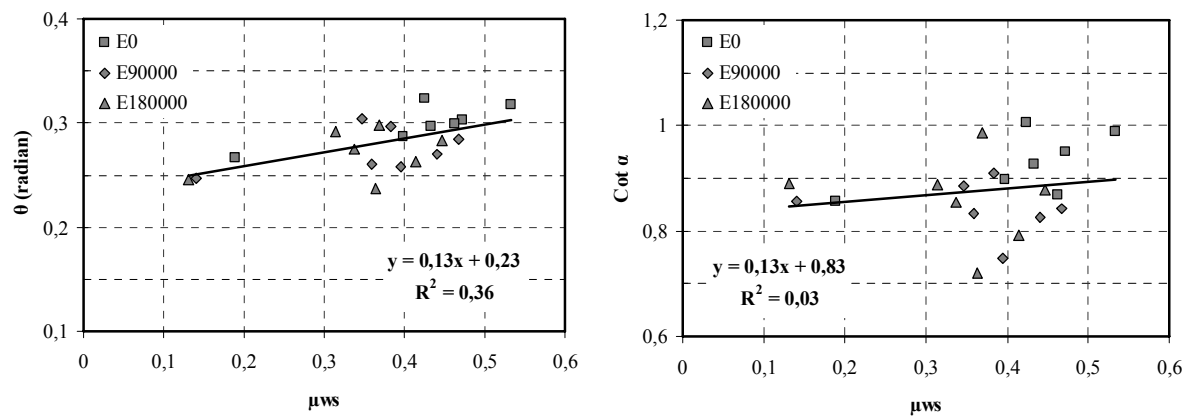 0,4
0,3
0,2
0,1
0 0,1 0,2 0,3 0,4 0,5 0,6
θ (radian)
µws
E0
E90000
E180000
y = 0,13x + 0,23
R² = 0,36
1,2
1
0,8
0,6
0 0,1 0,2 0,3 0,4 0,5 0,6
Cot α
µws
E0
E90000
E180000
y = 0,13x + 0,83
R² = 0,03